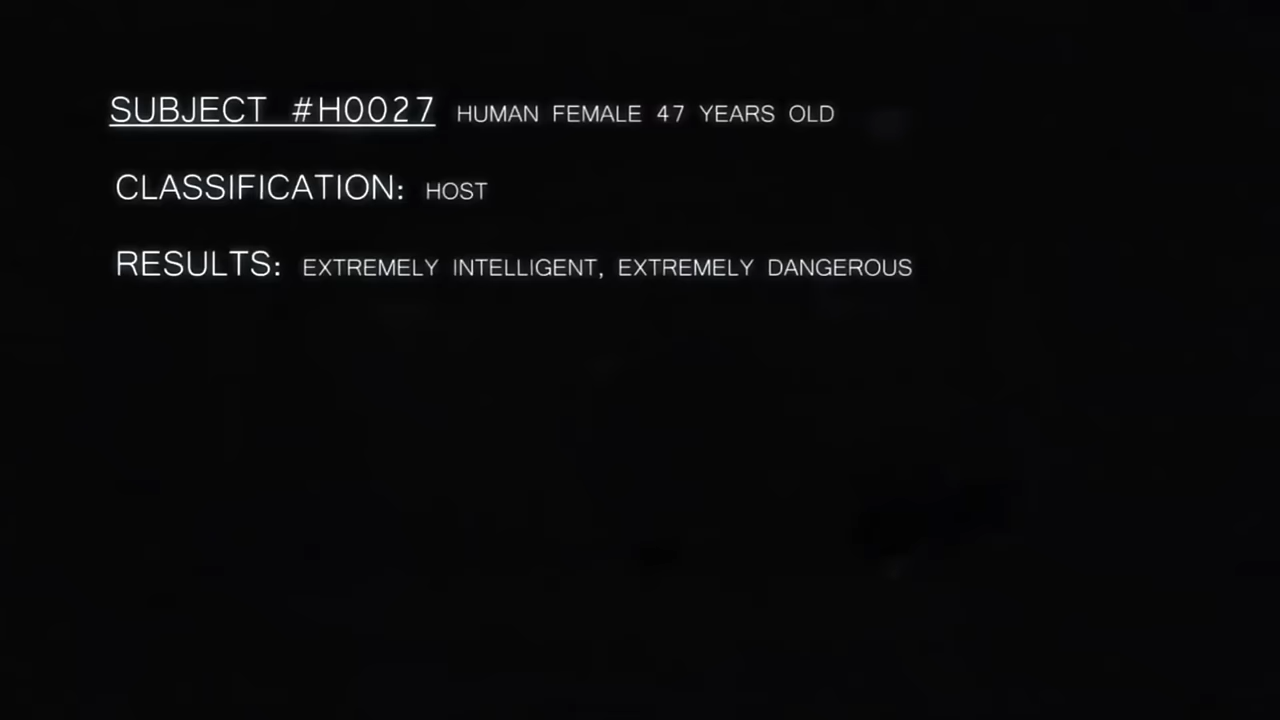 SUBJECT #H0027 HUMAN FEMALE 47 YEARS OLD
CLASSIFICATION: HOST
RESULTS: EXTREMELY INTELLIGENT, EXTREMELY DANGEROUS